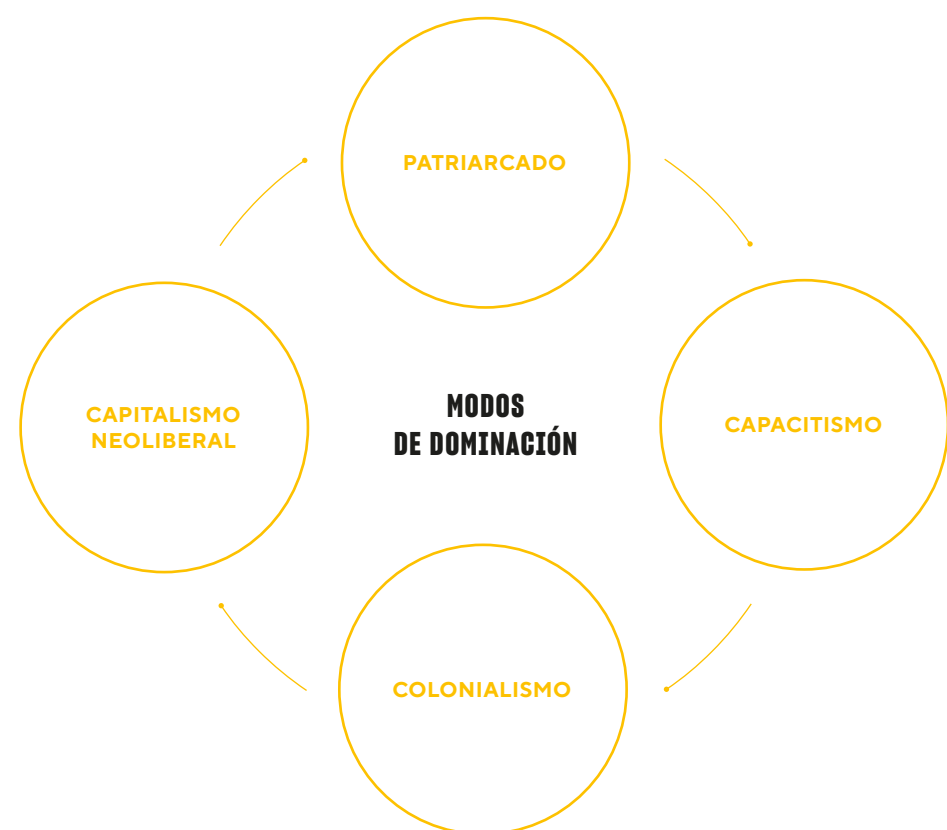 PATRIARCADO
CAPITALISMO
NEOLIBERAL
MODOS
DE DOMINACIÓN
CAPACITISMO
COLONIALISMO